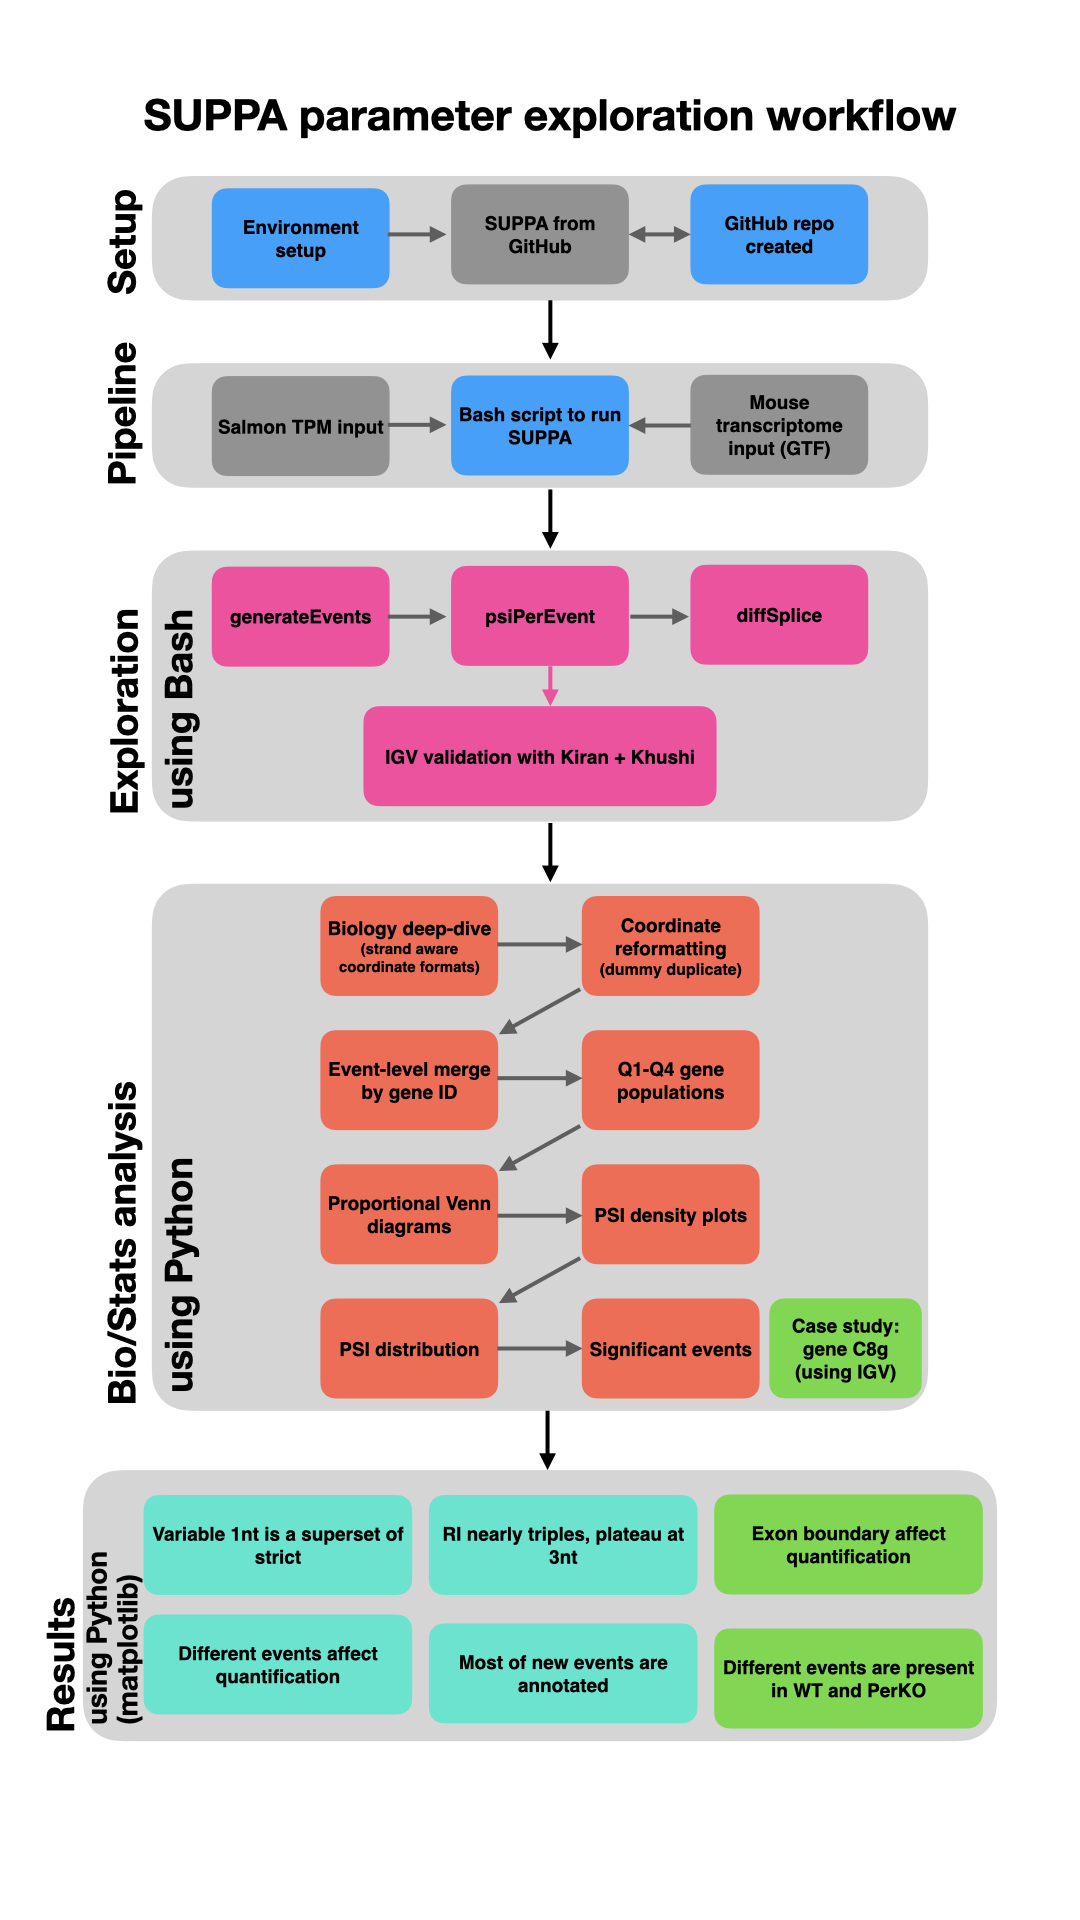 SUPPA parameter exploration workflow
Setup
Environment
setup
SUPPA from
GitHub
GitHub repo
created
Pipeline
Salmon TPM input
Bash script to run
SUPPA
Mouse
transcriptome
input (GTF)
Exploration
using Bash
generateEvents
psiPerEvent
diffSplice
IGV validation with Kiran + Khushi
Bio/Stats analysis
using Python
Biology deep-dive
(strand aware
coordinate formats)
Coordinate
reformatting
(dummy duplicate)
Event-level merge
by gene ID
Q1-Q4 gene
populations
Proportional Venn
diagrams
PSI density plots
PSI distribution
Significant events
Case study:
gene C8g
(using IGV)
Results
using Python
(matplotlib)
Variable 1nt is a superset of
strict
RI nearly triples, plateau at
3nt
Exon boundary affect
quantification
Different events affect
quantification
Most of new events are
annotated
Different events are present
in WT and PerKO